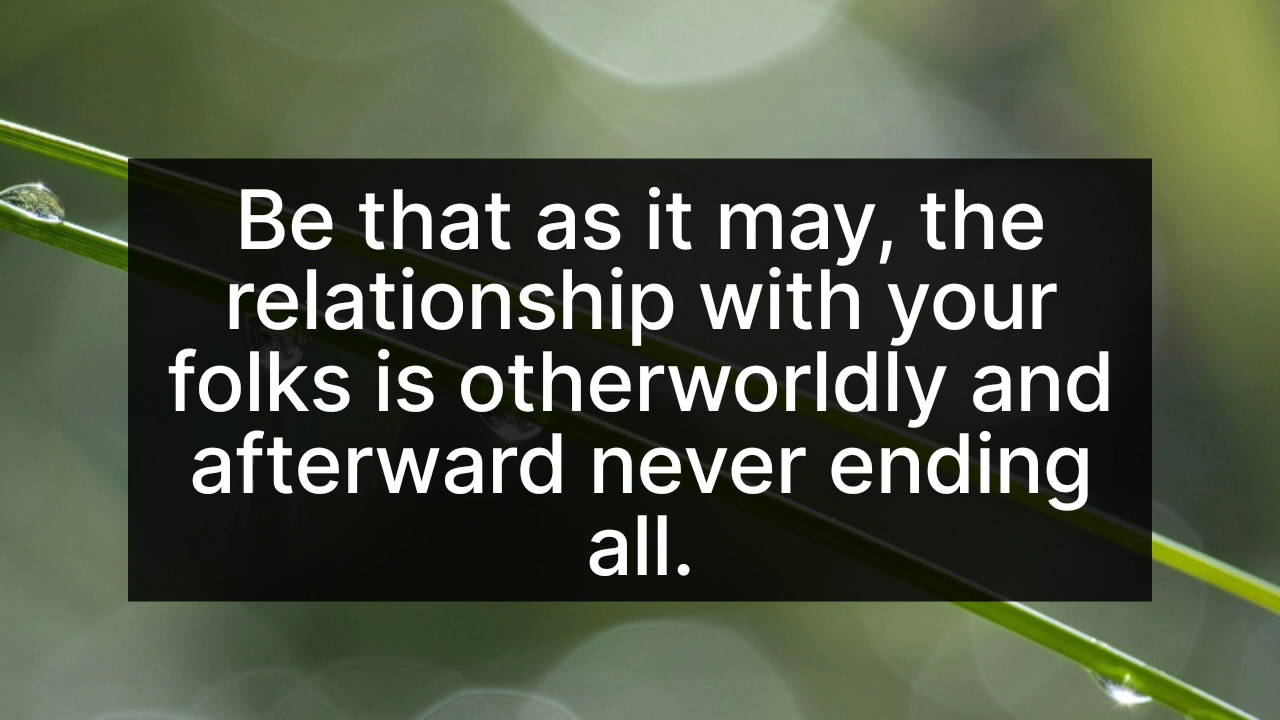 Be that as it may, the
relationship with your
folks is otherworldly and
afterward never ending
all.